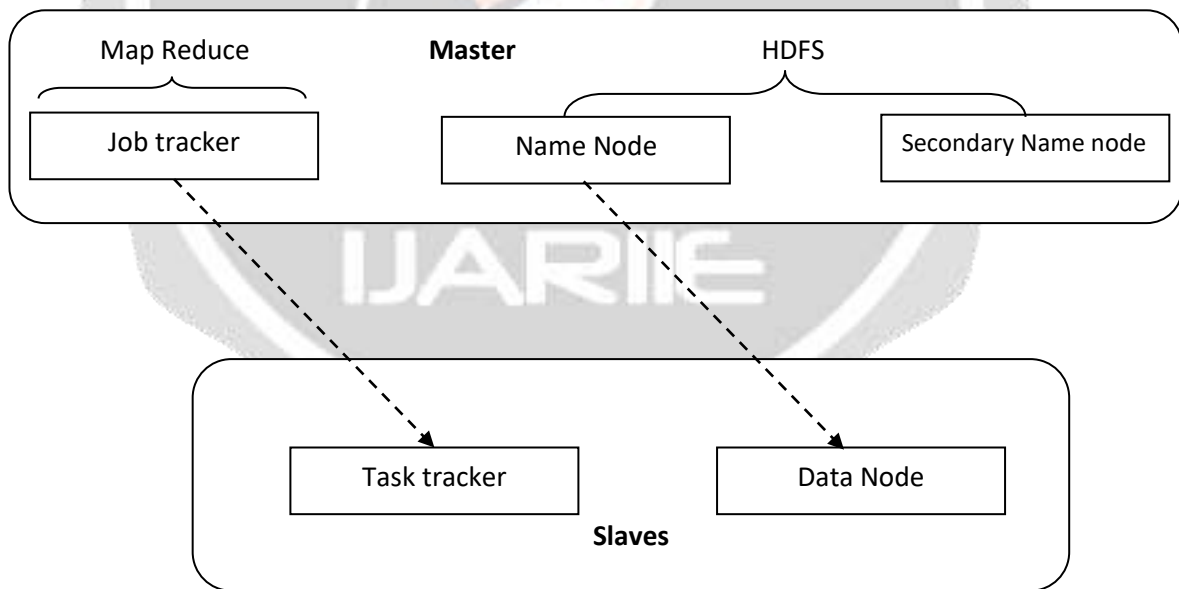 Map Reduce Master HDFS
Job tracker Name Node Secondary Name node
IJARIIE
Task tracker Data Node
Slaves